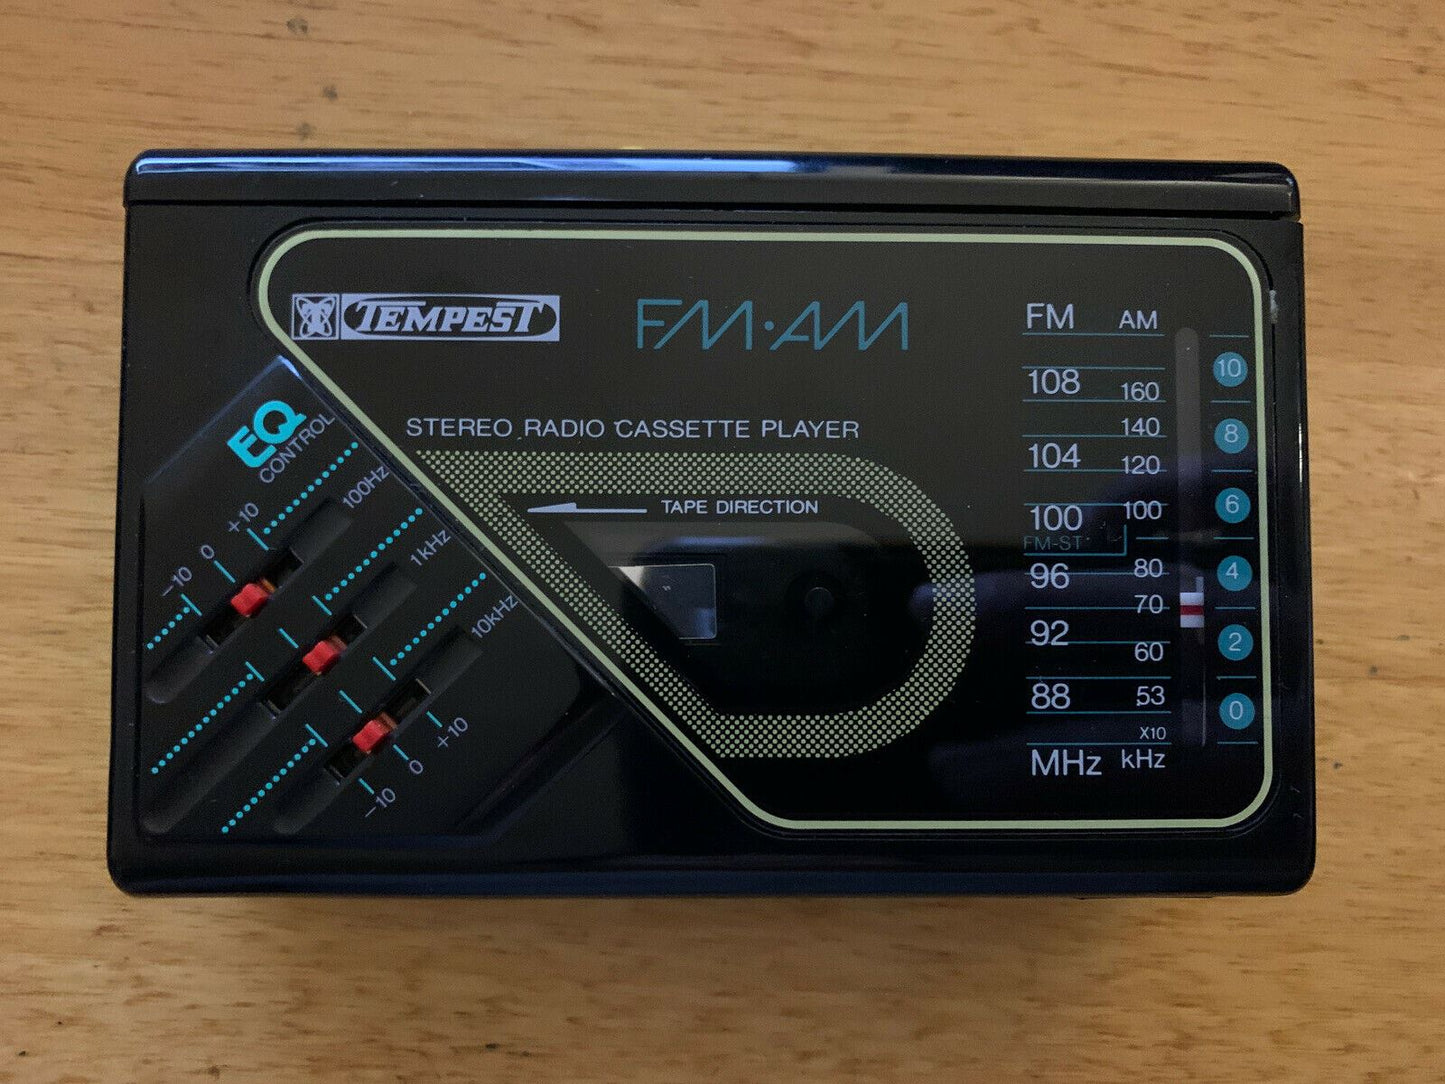 TEMPEST
FM·AM
STEREO RADIO CASSETTE PLAYER
TAPE DIRECTION
EQ
CONTROL
100Hz
+10
0
-10
1kHz
10kHz
+10
0
-10
FM AM
108 160
140
104 120
100 100
FM-ST
96 80
70
92 60
88 53
X10
MHz kHz
10
8
6
4
2
0